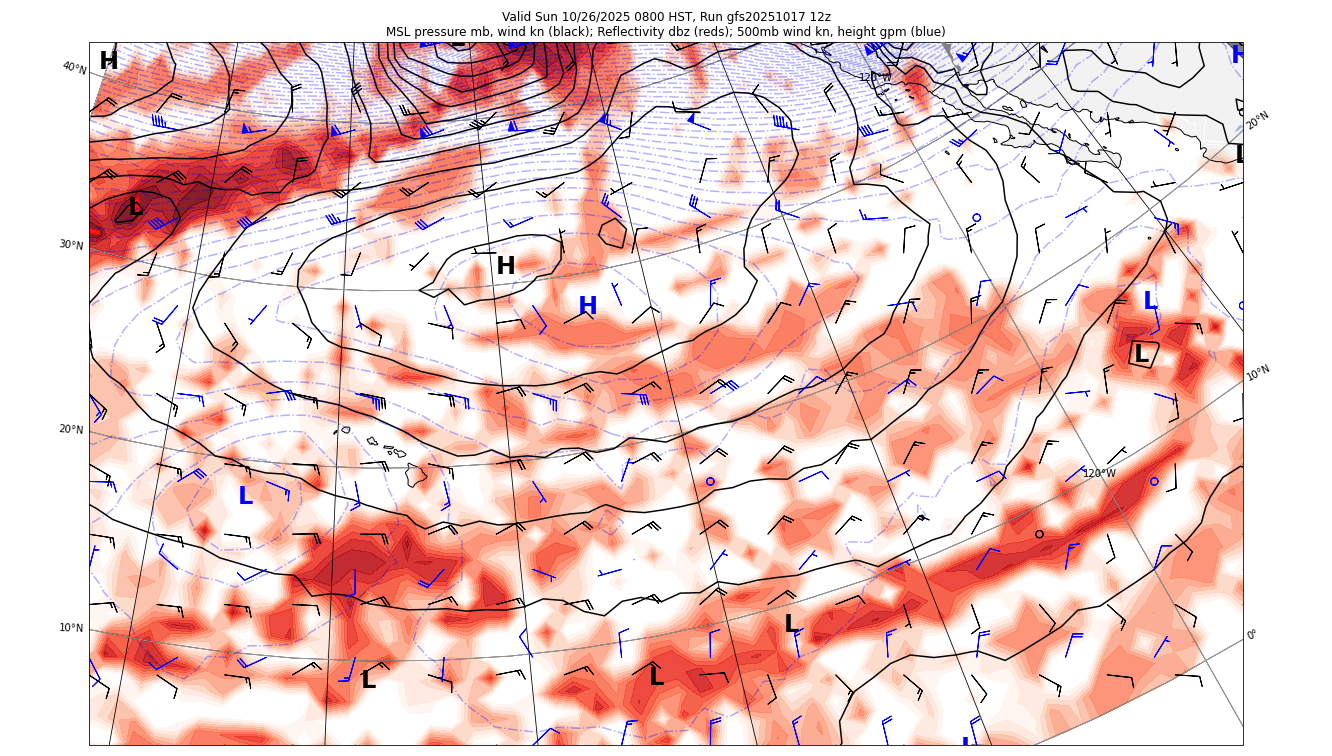 Valid Sun 10/26/2025 0800 HST, Run gfs20251017 12z
MSL pressure mb, wind kn (black); Reflectivity dbz (reds); 500mb wind kn, height gpm (blue)
H
H
40°N
120°W
20°N
L
L
30°N
H
H
L
L
10°N
20°N
120°W
L
10°N
L
0°
L
L
L